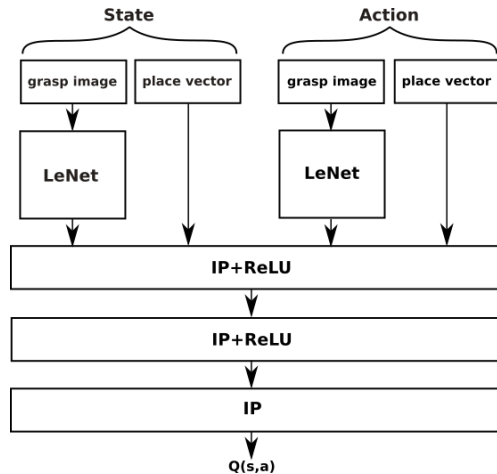 State Action
grasp image place vector grasp image place vector
LeNet LeNet
IP+ReLU
IP+ReLU
IP
Q(s,a)